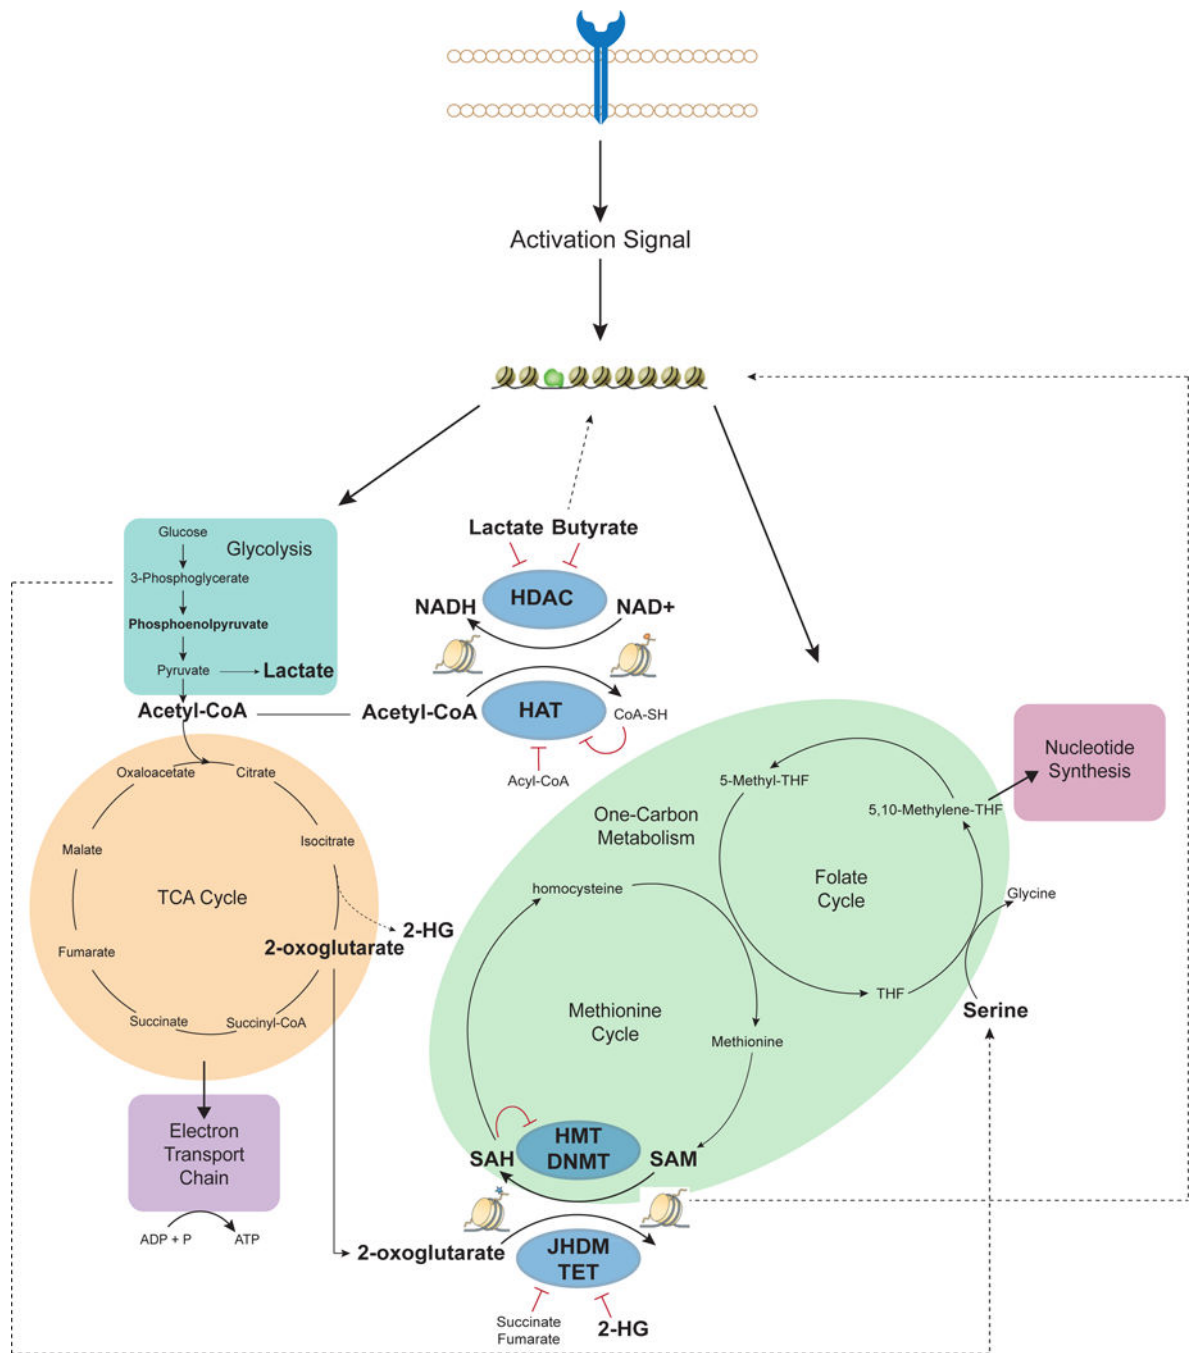 Activation Signal
Glucose
Glycolysis
3-Phosphoglycerate
Phosphoenolpyruvate
Pyruvate
Lactate
Acetyl-CoA
Lactate Butyrate
HDAC
NADH
NAD+
Acetyl-CoA
HAT
CoA-SH
Acyl-CoA
Oxaloacetate
Citrate
Isocitrate
Malate
TCA Cycle
2-HG
2-oxoglutarate
Fumarate
Succinate
Succinyl-CoA
Electron
Transport
Chain
ADP + P
ATP
One-Carbon
Metabolism
5-Methyl-THF
5,10-Methylene-THF
Nucleotide
Synthesis
Folate
Cycle
Glycine
THF
Serine
homocysteine
Methionine
Cycle
Methionine
HMT
DNMT
SAH
SAM
2-oxoglutarate
JHDM
TET
Succinate
Fumarate
2-HG